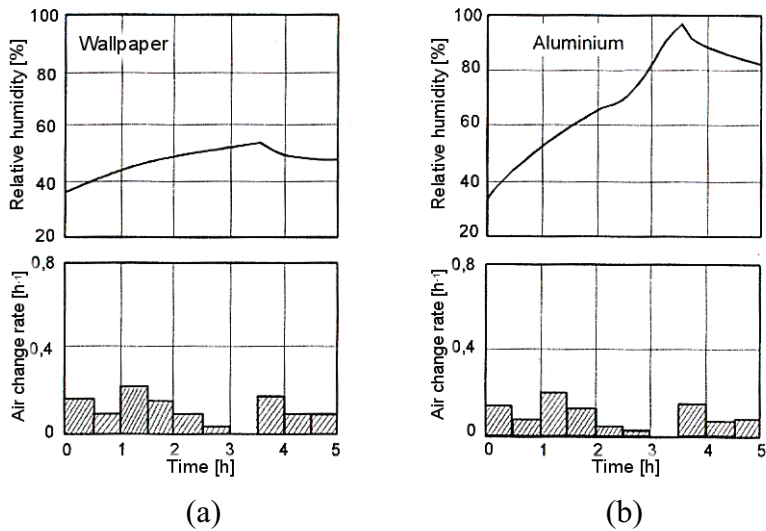 Relative humidity [%]
100
80
60
40
20
Wallpaper
Air change rate [h-1]
0,8
0,4
0
0 1 2 3 4 5
Time [h]
(a)
Relative humidity [%]
100
80
60
40
20
Aluminium
Air change rate [h-1]
0,8
0,4
0
0 1 2 3 4 5
Time [h]
(b)